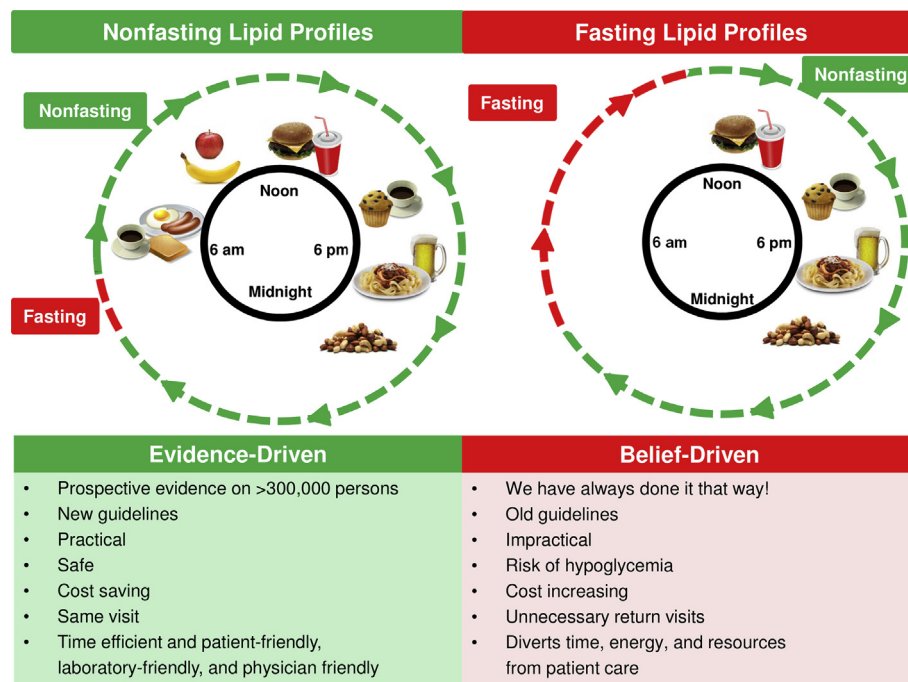 Nonfasting Lipid Profiles
Fasting Lipid Profiles
Nonfasting
Fasting
Noon
6 am
6 pm
Midnight
Fasting
Nonfasting
Noon
6 am
6 pm
Midnight
Evidence-Driven
• Prospective evidence on >300,000 persons
• New guidelines
• Practical
• Safe
• Cost saving
• Same visit
• Time efficient and patient-friendly,
laboratory-friendly, and physician friendly
Belief-Driven
• We have always done it that way!
• Old guidelines
• Impractical
• Risk of hypoglycemia
• Cost increasing
• Unnecessary return visits
• Diverts time, energy, and resources
from patient care